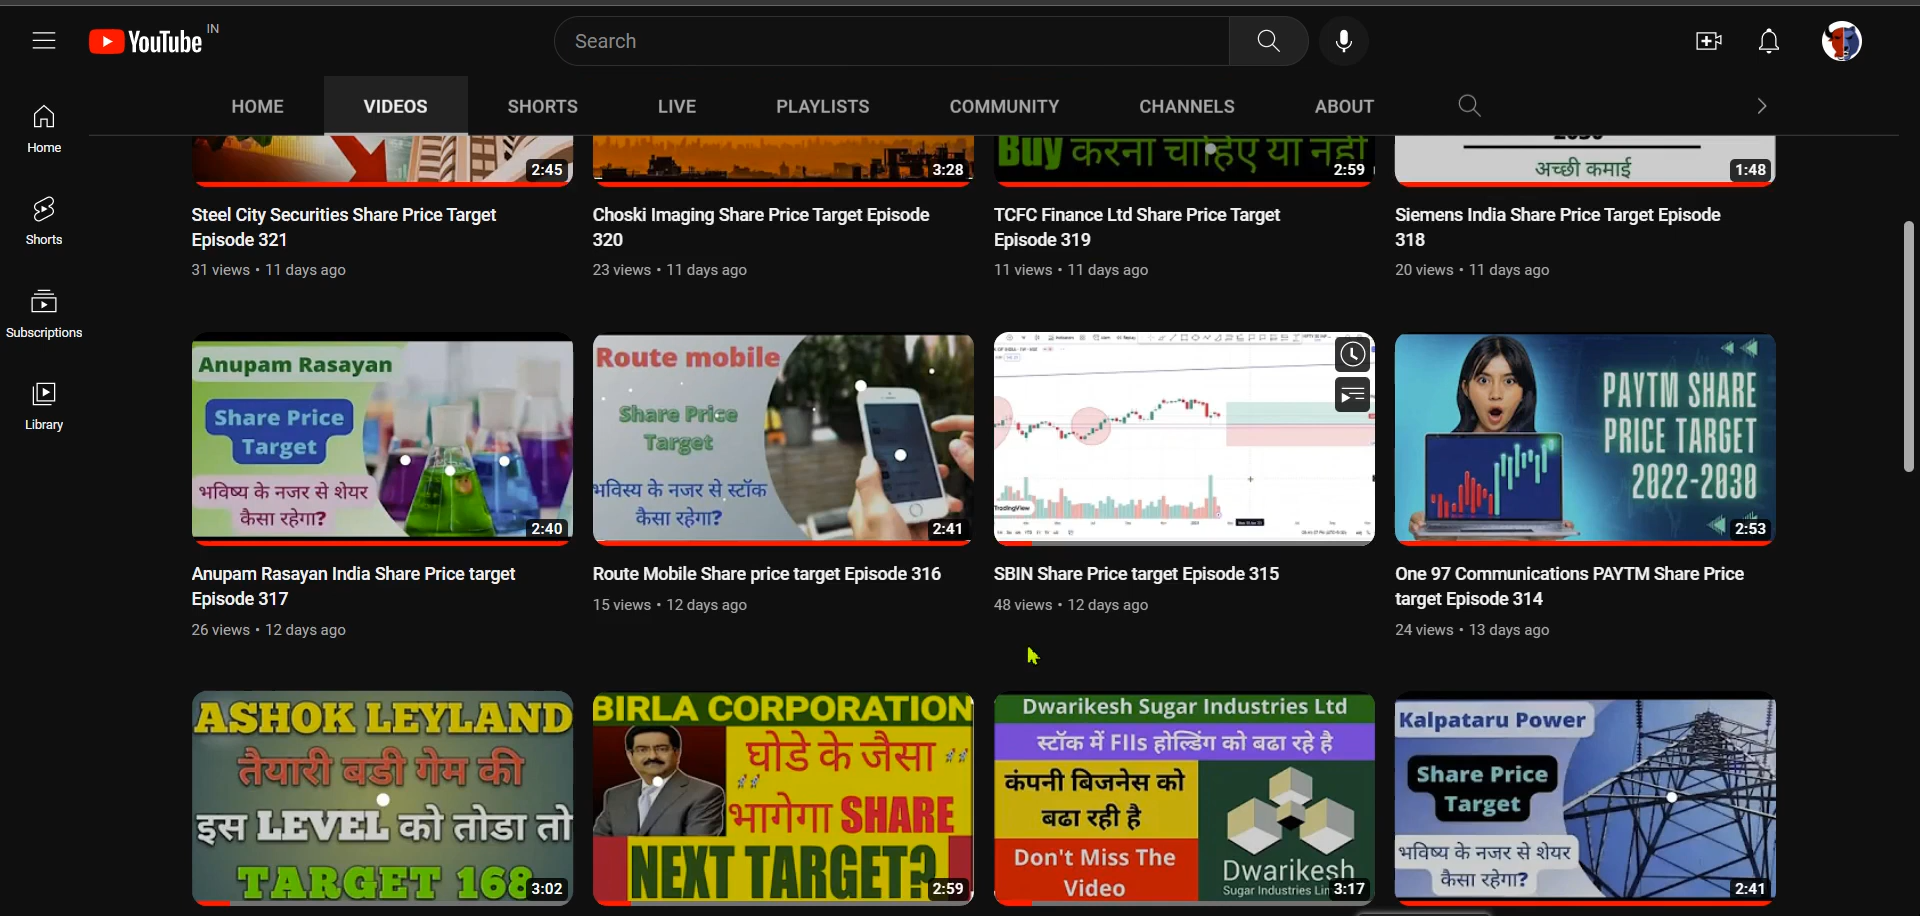 YouTube IN
Search
HOME VIDEOS SHORTS LIVE PLAYLISTS COMMUNITY CHANNELS ABOUT
Home
Shorts
Subscriptions
Library
2:45
3:28
Buy करना चाहिए या नहीं
2:59
अच्छी कमाई
1:48
Steel City Securities Share Price Target
Episode 321
31 views • 11 days ago
Choski Imaging Share Price Target Episode
320
23 views • 11 days ago
TCFC Finance Ltd Share Price Target
Episode 319
11 views • 11 days ago
Siemens India Share Price Target Episode
318
20 views • 11 days ago
Anupam Rasayan
Share Price
Target
भविष्य के नजर से शेयर
कैसा रहेगा?
2:40
Route mobile
Share Price
Target
भविस्य के नजर से स्टॉक
कैसा रहेगा?
2:41
TradingView
PAYTM SHARE
PRICE TARGET
2022-2030
2:53
Anupam Rasayan India Share Price target
Episode 317
26 views • 12 days ago
Route Mobile Share price target Episode 316
15 views • 12 days ago
SBIN Share Price target Episode 315
48 views • 12 days ago
One 97 Communications PAYTM Share Price
target Episode 314
24 views • 13 days ago
ASHOK LEYLAND
तैयारी बडी गेम की
इस LEVEL को तोडा तो
TARGET 168
3:02
BIRLA CORPORATION
घोडे के जैसा
भागेगा SHARE
NEXT TARGET?
2:59
Dwarikesh Sugar Industries Ltd
स्टॉक में FIIs होल्डिंग को बढा रहे है
कंपनी बिजनेस को
बढा रही है
Don't Miss The
Video
Dwarikesh
Sugar Industries
3:17
Kalpataru Power
Share Price
Target
भविष्य के नजर से शेयर
कैसा रहेगा?
2:41